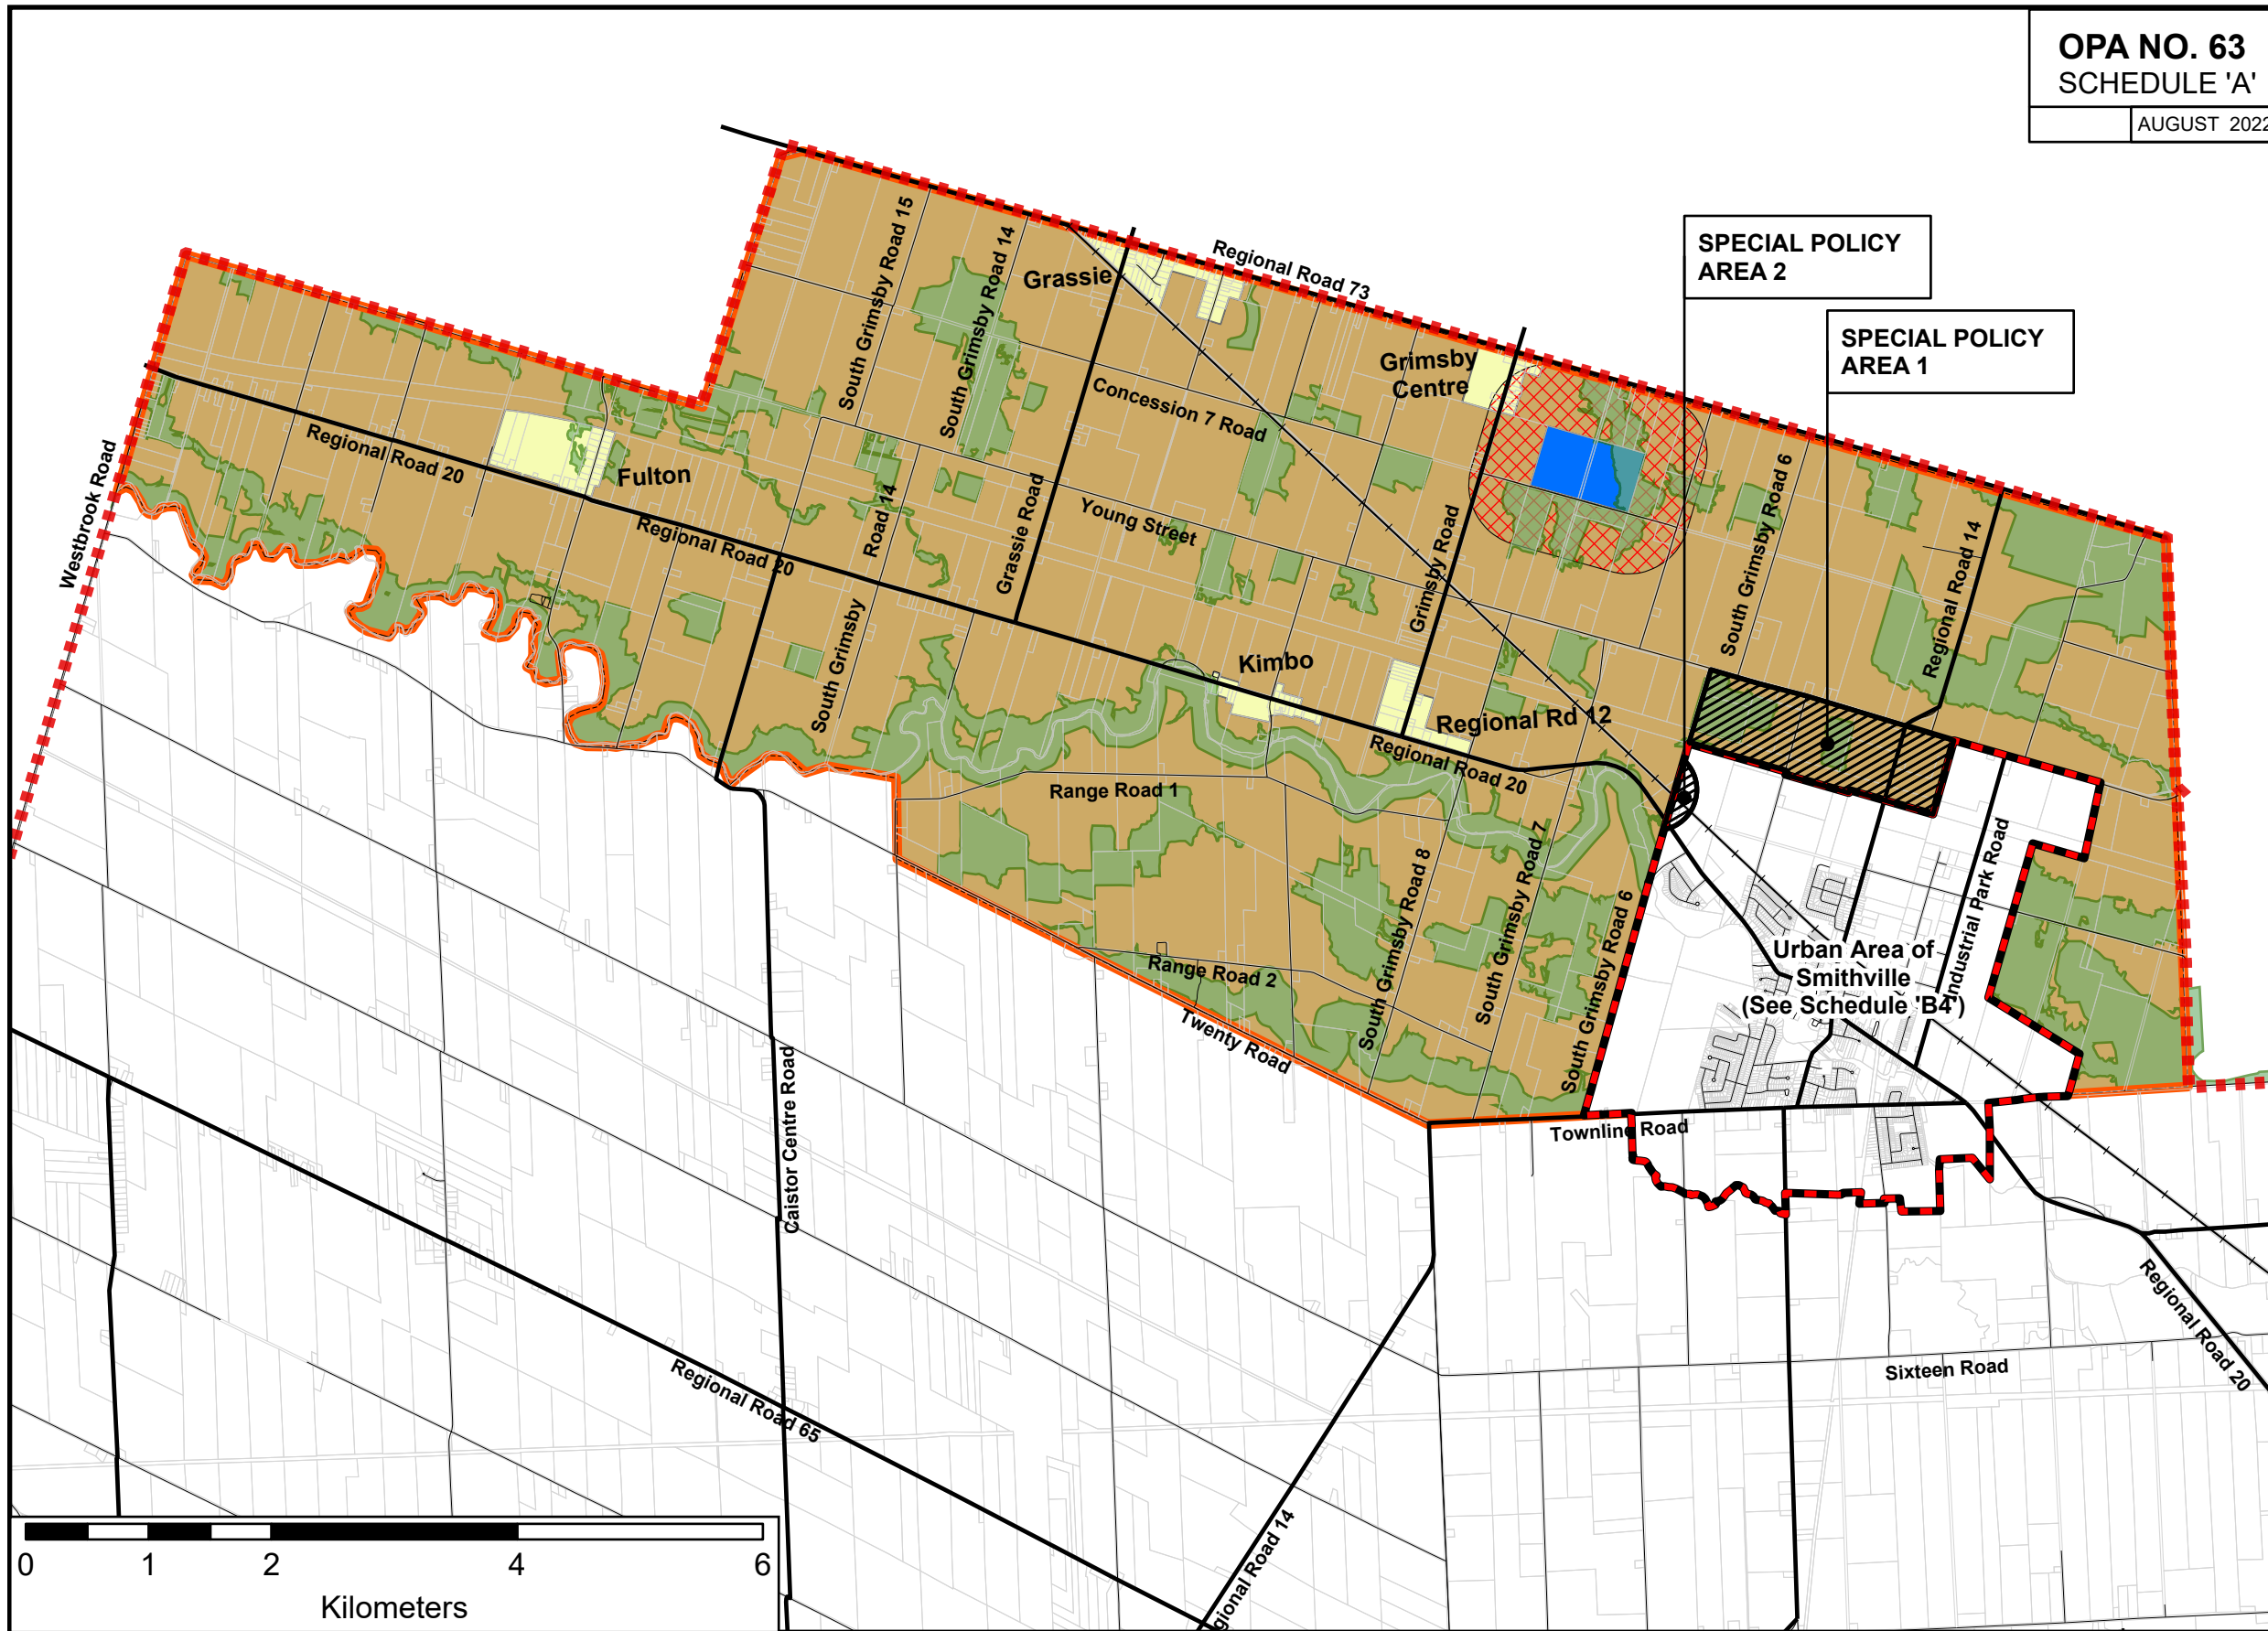 OPA NO. 63
SCHEDULE 'A'
AUGUST 2022
SPECIAL POLICY
AREA 2
SPECIAL POLICY
AREA 1
South Grimsby Road 15
South Grimsby Road 14
Grassie
Regional Road 73
Grimsby
Centre
Concession 7 Road
Regional Road 20
Fulton
Westbrook Road
Road 14
Regional Road 20
Grassie Road
Young Street
Grimsby Road
South Grimsby Road 6
Regional Road 14
South Grimsby
Kimbo
Regional Rd 12
Regional Road 20
Range Road 1
South Grimsby Road 8
South Grimsby Road 7
South Grimsby Road 6
Industrial Park Road
Urban Area of
Smithville
(See Schedule 'B4')
Range Road 2
Twenty Road
Caistor Centre Road
Townline Road
Regional Road 20
Sixteen Road
Regional Road 65
gional Road 14
0 1 2 4 6
Kilometers